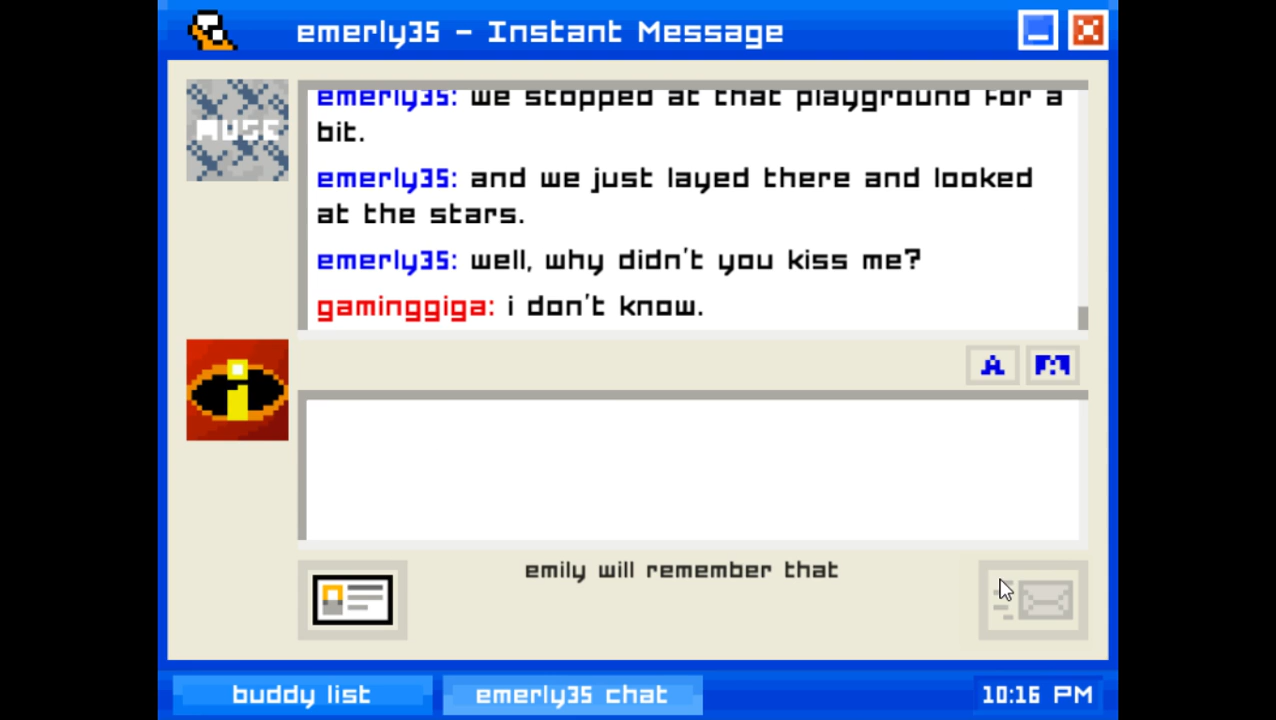 emerly35 - Instant Message
MUSE
emerly35: we stopped at that playground for a
bit.
emerly35: and we just layed there and looked
at the stars.
emerly35: well, why didn't you kiss me?
gaminggiga: i don't know.
i
A
emily will remember that
buddy list
emerly35 chat
10:16 PM